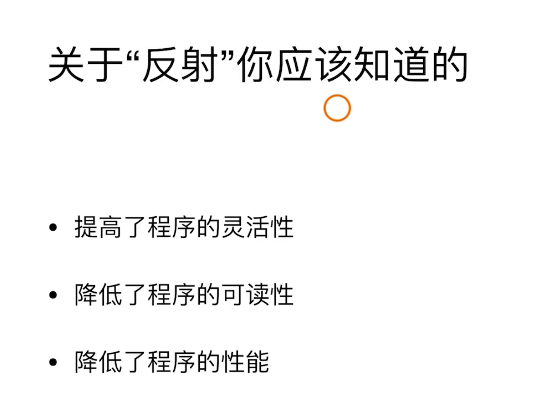 关于“反射”你应该知道的
• 提高了程序的灵活性
• 降低了程序的可读性
• 降低了程序的性能